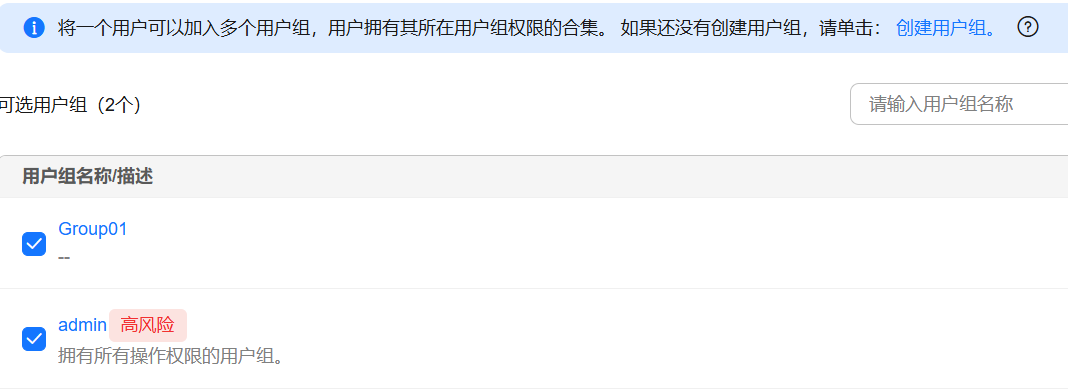 将一个用户可以加入多个用户组，用户拥有其所在用户组权限的合集。 如果还没有创建用户组，请单击： 创建用户组。
可选用户组（2个）
请输入用户组名称
用户组名称/描述
Group01
--
admin 高风险
拥有所有操作权限的用户组。